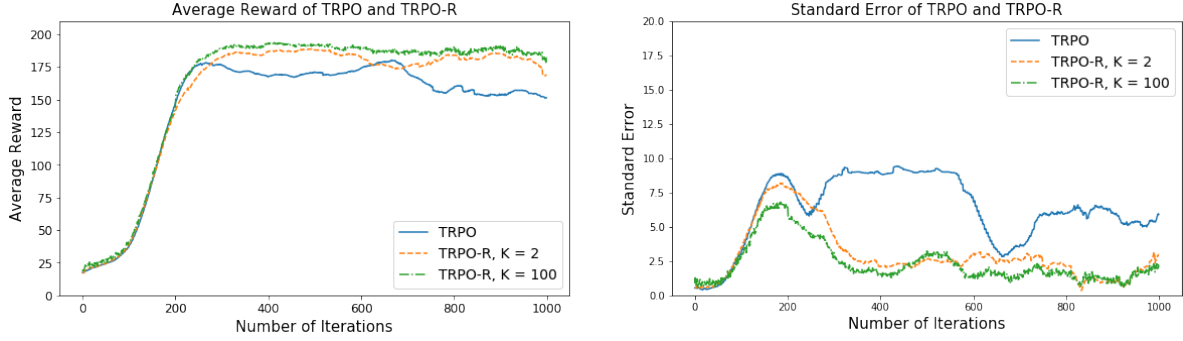 Average Reward of TRPO and TRPO-R
200
175
150
125
100
75
50
25
0
Average Reward
0
200
400
600
800
1000
Number of Iterations
TRPO
TRPO-R, K = 2
TRPO-R, K = 100
Standard Error of TRPO and TRPO-R
20.0
17.5
15.0
12.5
10.0
7.5
5.0
2.5
0.0
Standard Error
0
200
400
600
800
1000
Number of Iterations
TRPO
TRPO-R, K = 2
TRPO-R, K = 100